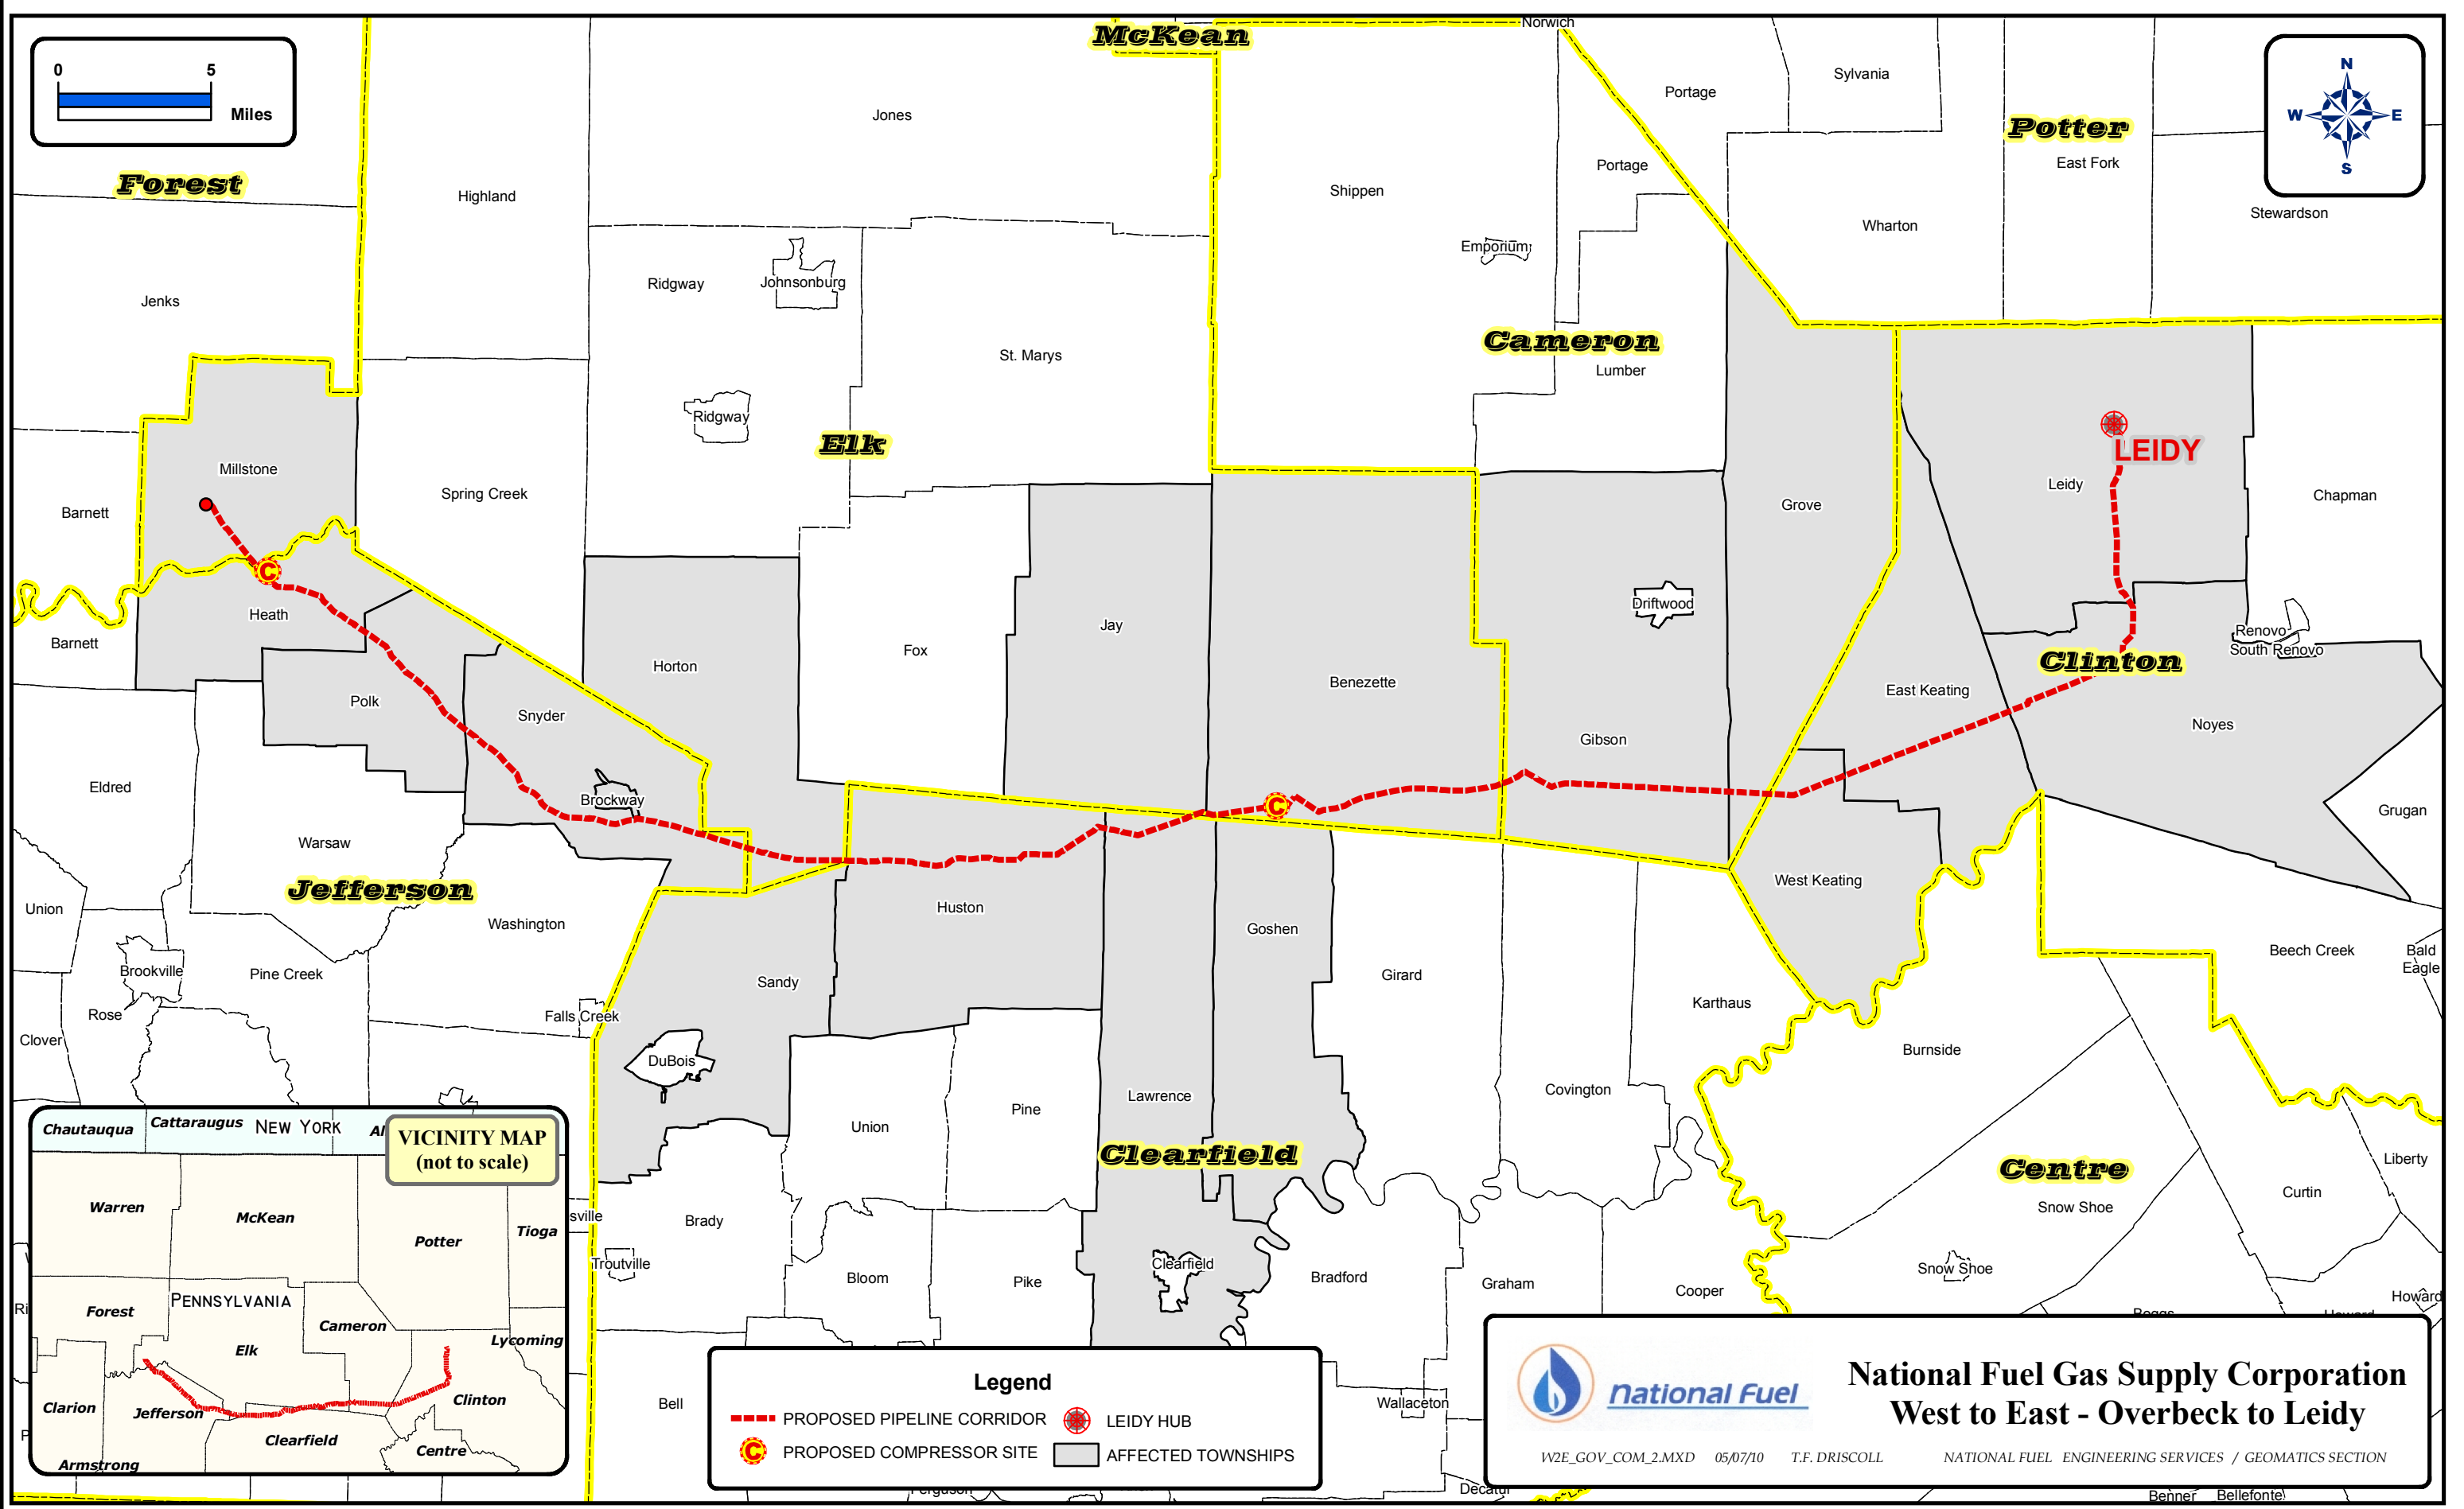 McKean
Norwich
0 5
Miles
N
W E
S
Sylvania
Portage
Jones
Potter
East Fork
Portage
Forest
Highland
Shippen
Stewardson
Wharton
Emporium
Ridgway
Johnsonburg
Jenks
Cameron
St. Marys
Lumber
Ridgway
Elk
LEIDY
Millstone
Leidy
Spring Creek
Chapman
Grove
Barnett
Driftwood
Heath
Jay
Renovo
Barnett
Fox
South Renovo
Clinton
Horton
Benezette
East Keating
Polk
Snyder
Noyes
Gibson
Eldred
Brockway
Grugan
Warsaw
West Keating
Jefferson
Union
Huston
Washington
Goshen
Beech Creek
Bald
Eagle
Brookville
Pine Creek
Girard
Sandy
Karthaus
Rose
Falls Creek
Clover
Burnside
DuBois
Covington
Lawrence
Pine
Union
Clearfield
Centre
Liberty
Curtin
Snow Shoe
Brady
sville
Troutville
Clearfield
Snow Shoe
Bloom
Pike
Bradford
Graham
Cooper
Howard
Ri
Boggs
Howard
Bell
Wallaceton
P
Ferguson
Decatur
Benner
Bellefonte
Chautauqua
Cattaraugus
NEW YORK
Al
VICINITY MAP
(not to scale)
Warren
McKean
Potter
Tioga
Forest
PENNSYLVANIA
Cameron
Elk
Lycoming
Clarion
Jefferson
Clinton
Clearfield
Centre
Armstrong
Legend
PROPOSED PIPELINE CORRIDOR
LEIDY HUB
PROPOSED COMPRESSOR SITE
AFFECTED TOWNSHIPS
national Fuel
National Fuel Gas Supply Corporation
West to East - Overbeck to Leidy
W2E_GOV_COM_2.MXD 05/07/10 T.F. DRISCOLL NATIONAL FUEL ENGINEERING SERVICES / GEOMATICS SECTION
C
C
C